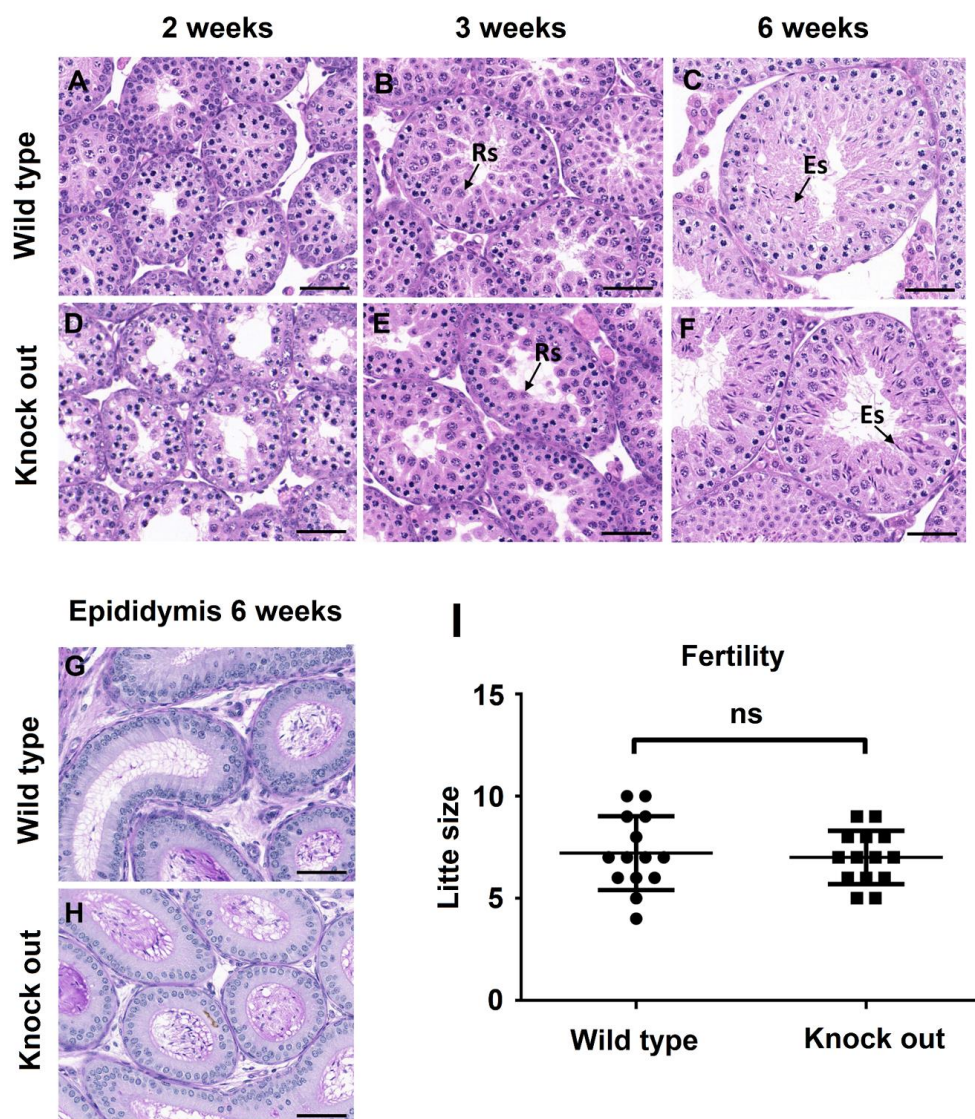 2 weeks 3 weeks 6 weeks
Wild type
A B C
Rs Es
Knock out
D E F
Rs Es
Epididymis 6 weeks
Wild type
G
Knock out
H
I
Fertility
ns
Litte size
15
10
5
0
Wild type Knock out